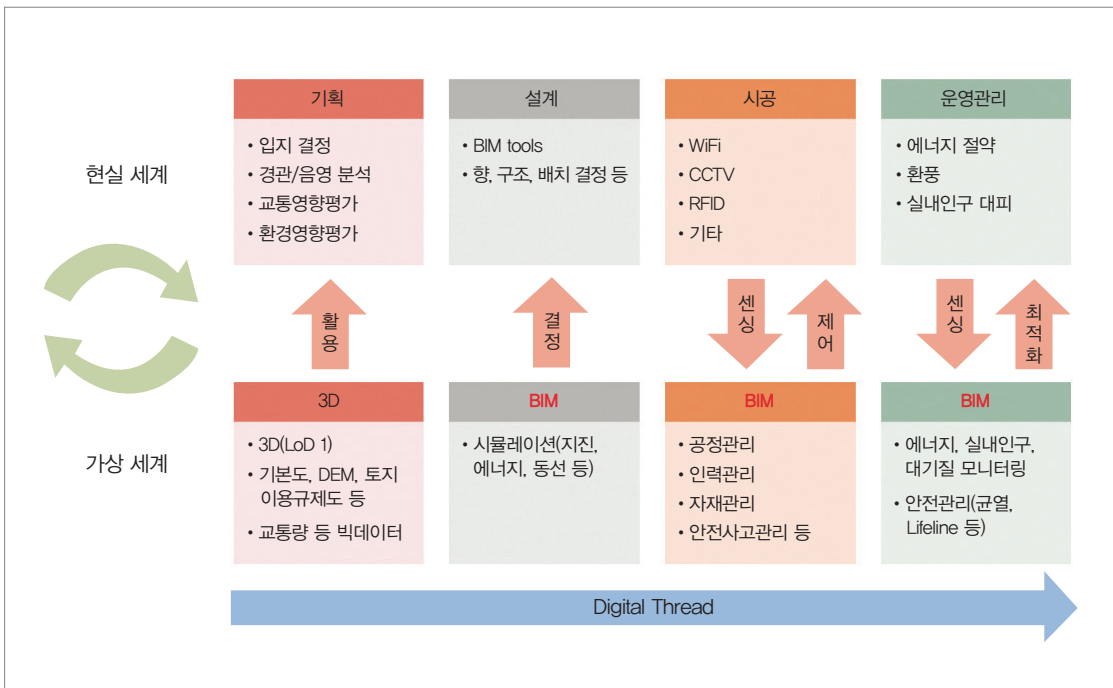 현실 세계
기획
• 입지 결정
• 경관/음영 분석
• 교통영향평가
• 환경영향평가
설계
• BIM tools
• 향, 구조, 배치 결정 등
시공
• WiFi
• CCTV
• RFID
• 기타
운영관리
• 에너지 절약
• 환풍
• 실내인구 대피
활용
결정
센싱
제어
센싱
최적화
가상 세계
3D
• 3D(LoD 1)
• 기본도, DEM, 토지
이용규제도 등
• 교통량 등 빅데이터
BIM
• 시뮬레이션(지진,
에너지, 동선 등)
BIM
• 공정관리
• 인력관리
• 자재관리
• 안전사고관리 등
BIM
• 에너지, 실내인구,
대기질 모니터링
• 안전관리(균열,
Lifeline 등)
Digital Thread